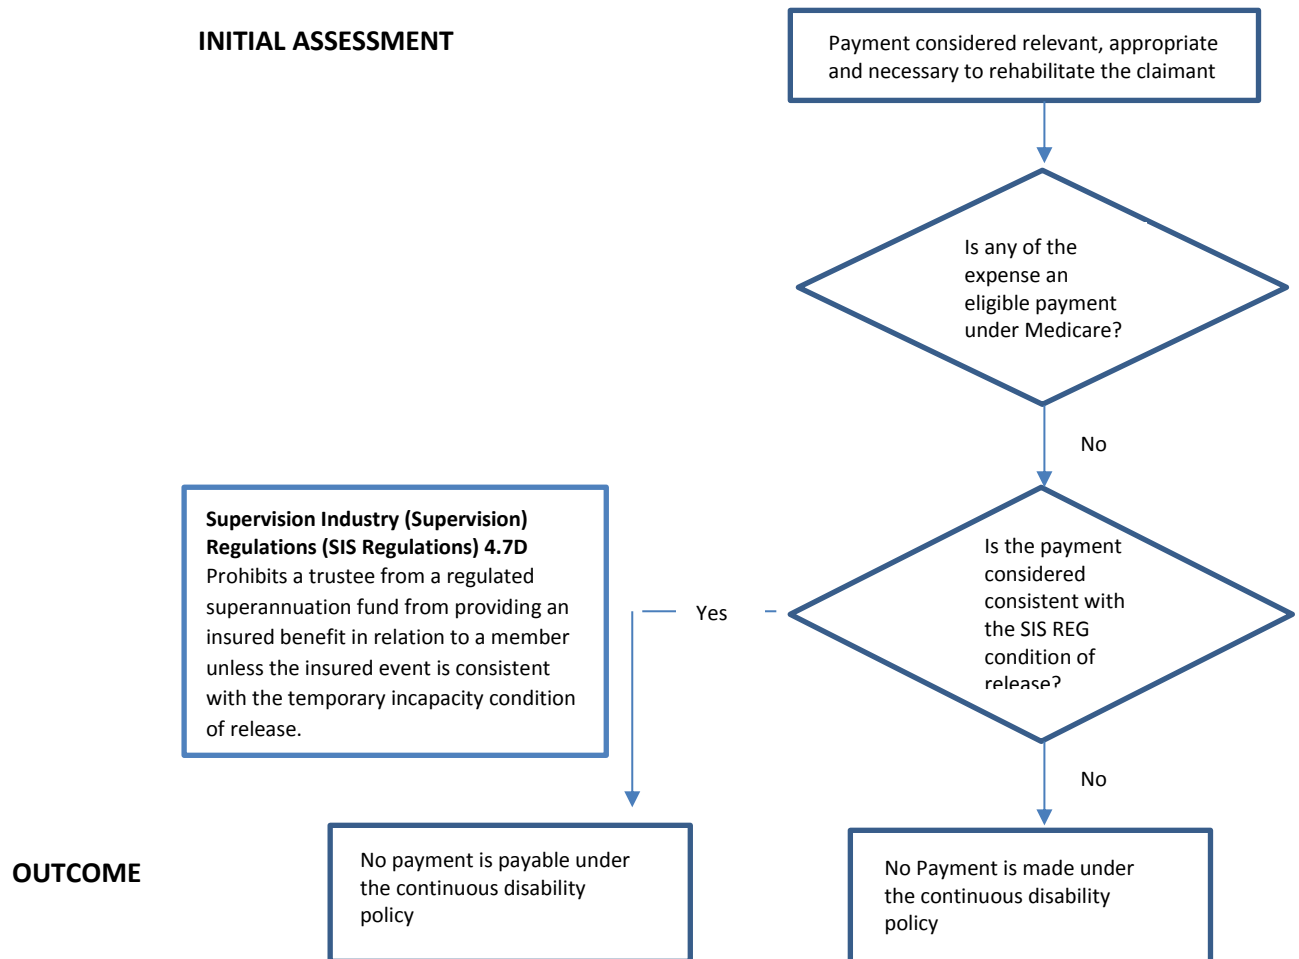 INITIAL ASSESSMENT
Payment considered relevant, appropriate
and necessary to rehabilitate the claimant
Is any of the
expense an
eligible payment
under Medicare?
No
Supervision Industry (Supervision)
Regulations (SIS Regulations) 4.7D
Prohibits a trustee from a regulated
superannuation fund from providing an
insured benefit in relation to a member
unless the insured event is consistent
with the temporary incapacity condition
of release.
Yes
Is the payment
considered
consistent with
the SIS REG
condition of
release?
No
OUTCOME
No payment is payable under
the continuous disability
policy
No Payment is made under
the continuous disability
policy